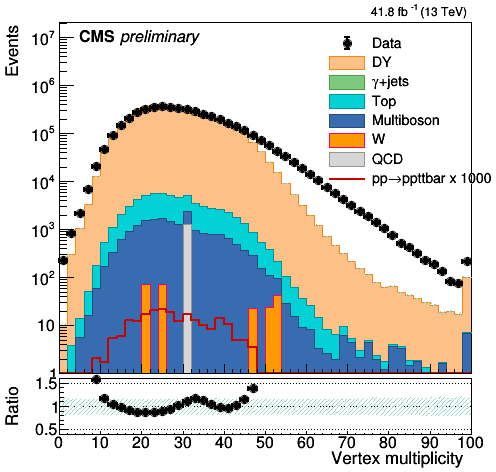 41.8 fb⁻¹ (13 TeV)
Events
10⁷
10⁶
10⁵
10⁴
10³
10²
10
1
CMS preliminary
Data
DY
γ+jets
Top
Multiboson
W
QCD
pp→ppttbar x 1000
Ratio
1.5
1
0.5
0 10 20 30 40 50 60 70 80 90 100
Vertex multiplicity